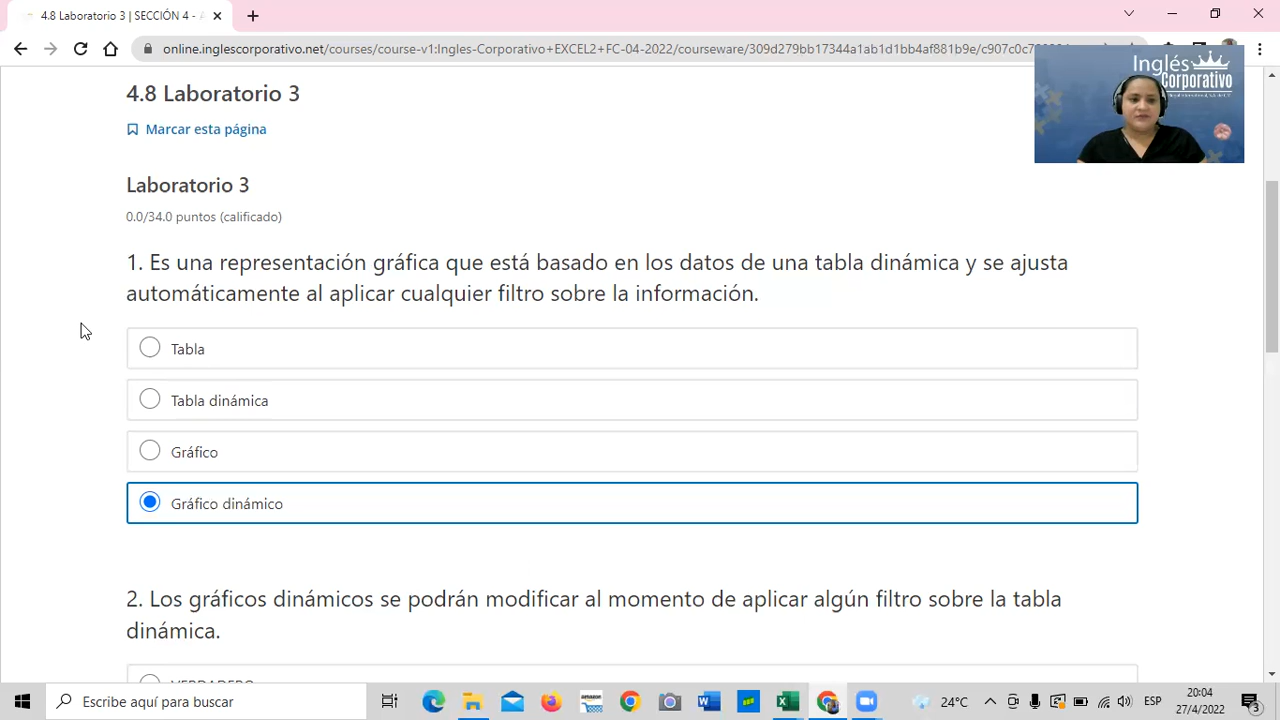 4.8 Laboratorio 3 | SECCIÓN 4 -
online.inglescorporativo.net/courses/course-v1:Ingles-Corporativo+EXCEL2+FC-04-2022/courseware/309d279bb17344a1ab1d1bb4af881b9e/c907c0c7
Inglés
Corporativo
4.8 Laboratorio 3
Marcar esta página
Laboratorio 3
0.0/34.0 puntos (calificado)
1. Es una representación gráfica que está basado en los datos de una tabla dinámica y se ajusta
automáticamente al aplicar cualquier filtro sobre la información.
Tabla
Tabla dinámica
Gráfico
Gráfico dinámico
2. Los gráficos dinámicos se podrán modificar al momento de aplicar algún filtro sobre la tabla
dinámica.
VERDADERO
Escribe aquí para buscar
amazon
24°C
ESP
20:04
27/4/2022
3